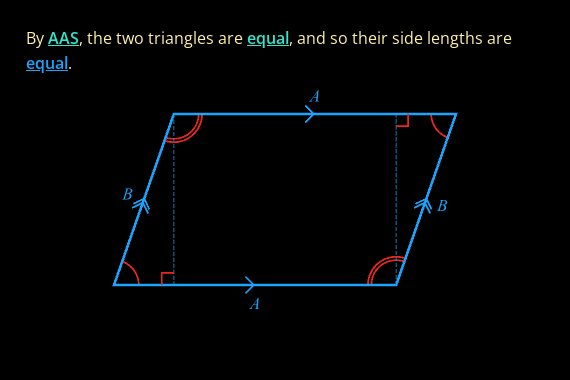 By AAS, the two triangles are equal, and so their side lengths are
equal.
A
B
B
A